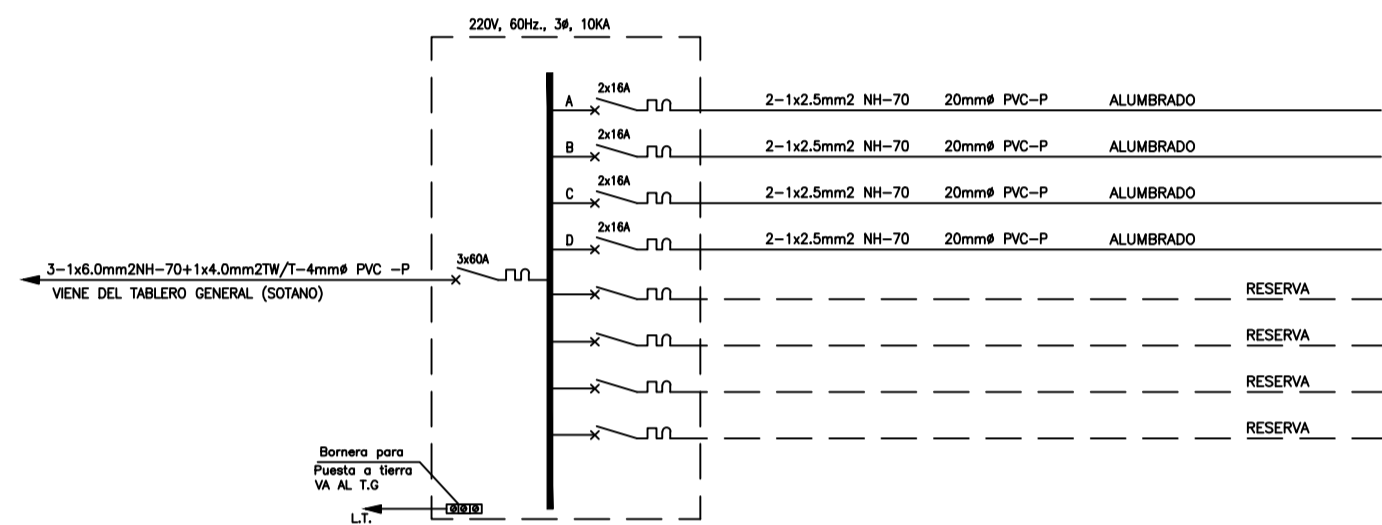 220V, 60Hz., 3ø, 10KA
A 2x16A 2-1x2.5mm2 NH-70 20mmø PVC-P ALUMBRADO
B 2x16A 2-1x2.5mm2 NH-70 20mmø PVC-P ALUMBRADO
C 2x16A 2-1x2.5mm2 NH-70 20mmø PVC-P ALUMBRADO
D 2x16A 2-1x2.5mm2 NH-70 20mmø PVC-P ALUMBRADO
3x60A
3-1x6.0mm2NH-70+1x4.0mm2TW/T-4mmø PVC -P
VIENE DEL TABLERO GENERAL (SOTANO)
RESERVA
RESERVA
RESERVA
RESERVA
Bornera para
Puesta a tierra
VA AL T.G
L.T.